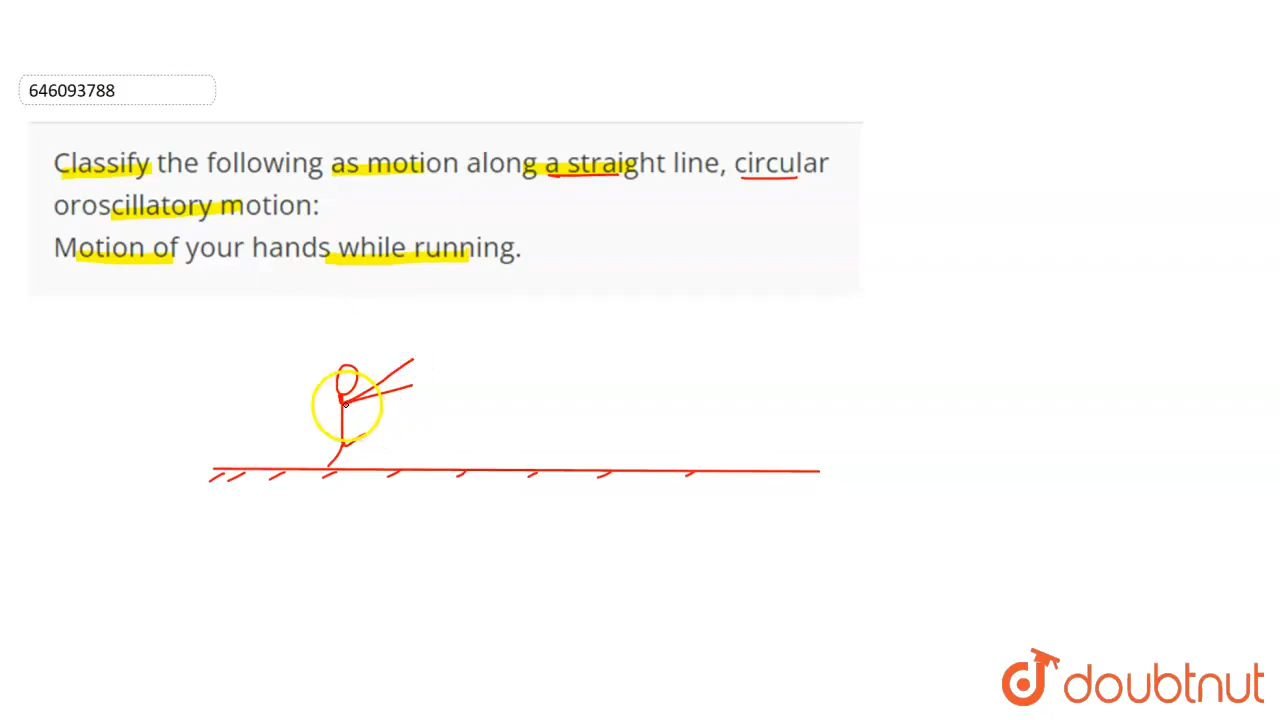 646093788
Classify the following as motion along a straight line, circular
oroscillatory motion:
Motion of your hands while running.
doubtnut